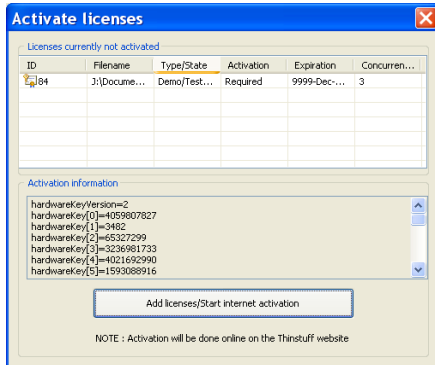 Activate licenses
Licenses currently not activated
ID Filename Type/State Activation Expiration Concurren...
84 J:\Docume... Demo/Test... Required 9999-Dec-... 3
Activation information
hardwareKeyVersion=2
hardwareKey[0]=4059807827
hardwareKey[1]=3482
hardwareKey[2]=65327299
hardwareKey[3]=3236981733
hardwareKey[4]=4021692990
hardwareKey[5]=1593088916
Add licenses/Start internet activation
NOTE : Activation will be done online on the Thinstuff website